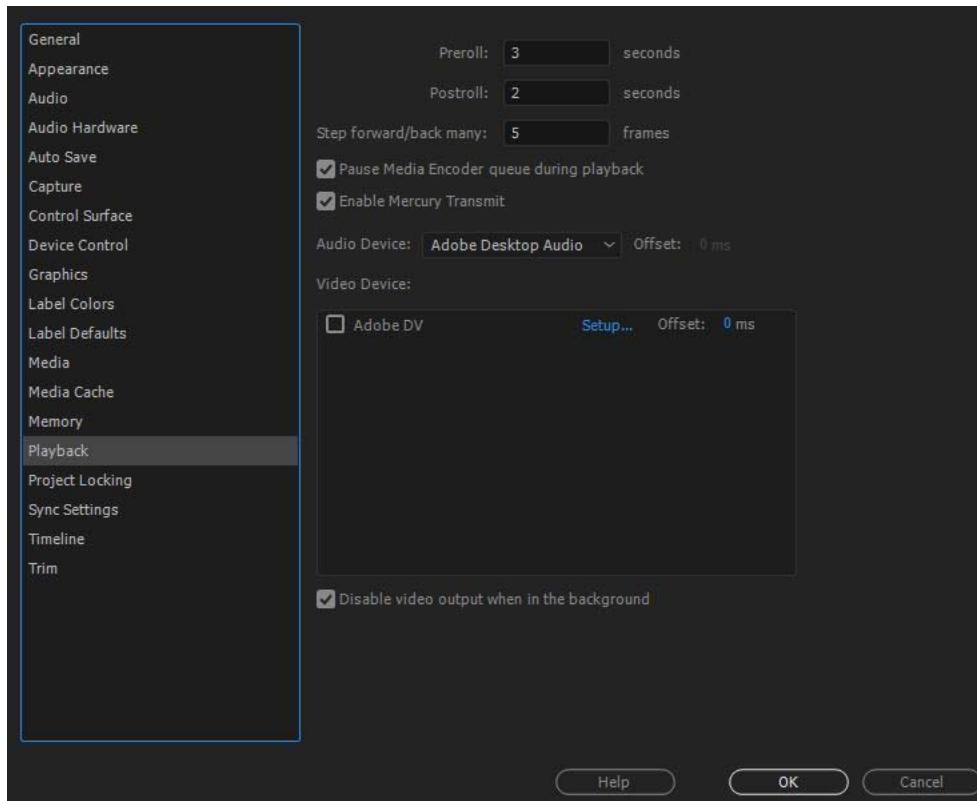 General
Appearance
Audio
Audio Hardware
Auto Save
Capture
Control Surface
Device Control
Graphics
Label Colors
Label Defaults
Media
Media Cache
Memory
Playback
Project Locking
Sync Settings
Timeline
Trim
Preroll: 3 seconds
Postroll: 2 seconds
Step forward/back many: 5 frames
Pause Media Encoder queue during playback
Enable Mercury Transmit
Audio Device: Adobe Desktop Audio Offset: 0 ms
Video Device:
Adobe DV Setup... Offset: 0 ms
Disable video output when in the background
Help OK Cancel